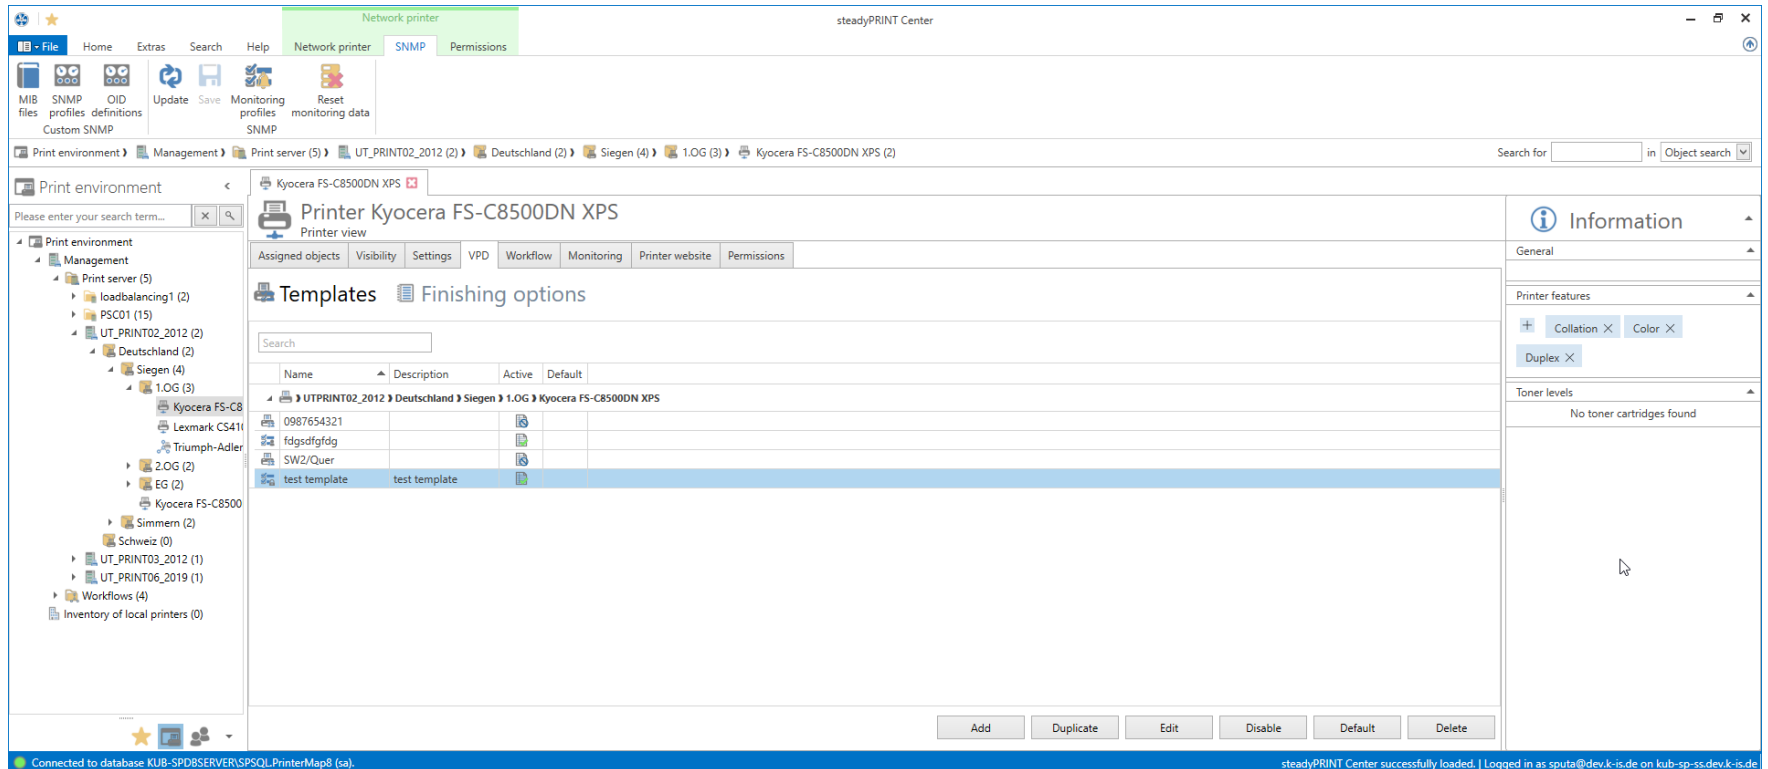 Network printer
steadyPRINT Center
File Home Extras Search Help Network printer SNMP Permissions
MIB files SNMP profiles OID definitions Update Save Monitoring profiles Reset monitoring data
Custom SNMP SNMP
Print environment Management Print server (5) UT_PRINT02_2012 (2) Deutschland (2) Siegen (4) 1.OG (3) Kyocera FS-C8500DN XPS (2) Search for in Object search
Print environment
Please enter your search term...
Print environment
Management
Print server (5)
loadbalancing1 (2)
PSC01 (15)
UT_PRINT02_2012 (2)
Deutschland (2)
Siegen (4)
1.OG (3)
Kyocera FS-C8
Lexmark CS41
Triumph-Adler
2.OG (2)
EG (2)
Kyocera FS-C8500
Simmern (2)
Schweiz (0)
UT_PRINT03_2012 (1)
UT_PRINT06_2019 (1)
Workflows (4)
Inventory of local printers (0)
Kyocera FS-C8500DN XPS
Printer Kyocera FS-C8500DN XPS
Printer view
Assigned objects Visibility Settings VPD Workflow Monitoring Printer website Permissions
Templates Finishing options
Search
Name Description Active Default
UTPRINT02_2012 Deutschland Siegen 1.OG Kyocera FS-C8500DN XPS
0987654321
fdgsdfgfdg
SW2/Quer
test template test template
Add Duplicate Edit Disable Default Delete
Information
General
Printer features
Collation Color
Duplex
Toner levels
No toner cartridges found
Connected to database KUB-SPDBSERVER\SPSQL.PrinterMap8 (sa).
steadyPRINT Center successfully loaded. | Logged in as sputa@dev.k-is.de on kub-sp-ss.dev.k-is.de